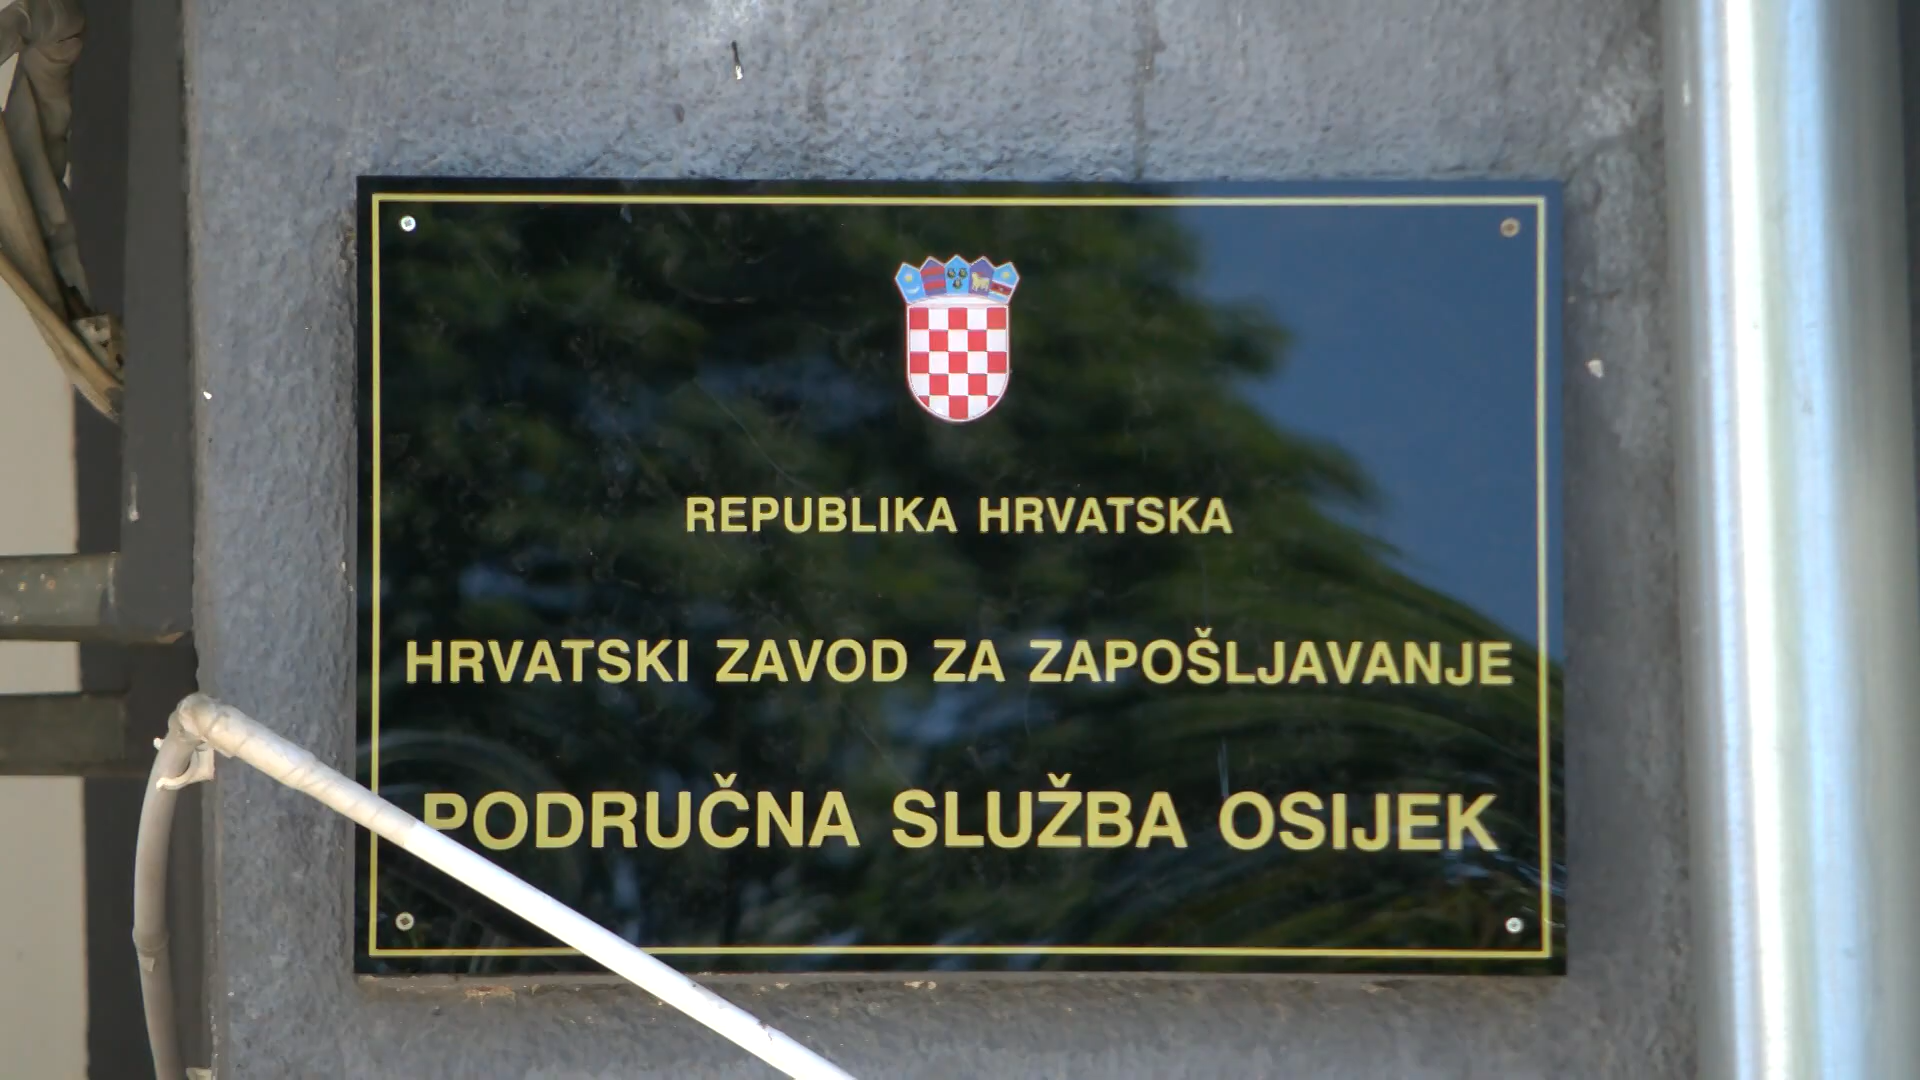 REPUBLIKA HRVATSKA
HRVATSKI ZAVOD ZA ZAPOŠLJAVANJE
PODRUČNA SLUŽBA OSIJEK